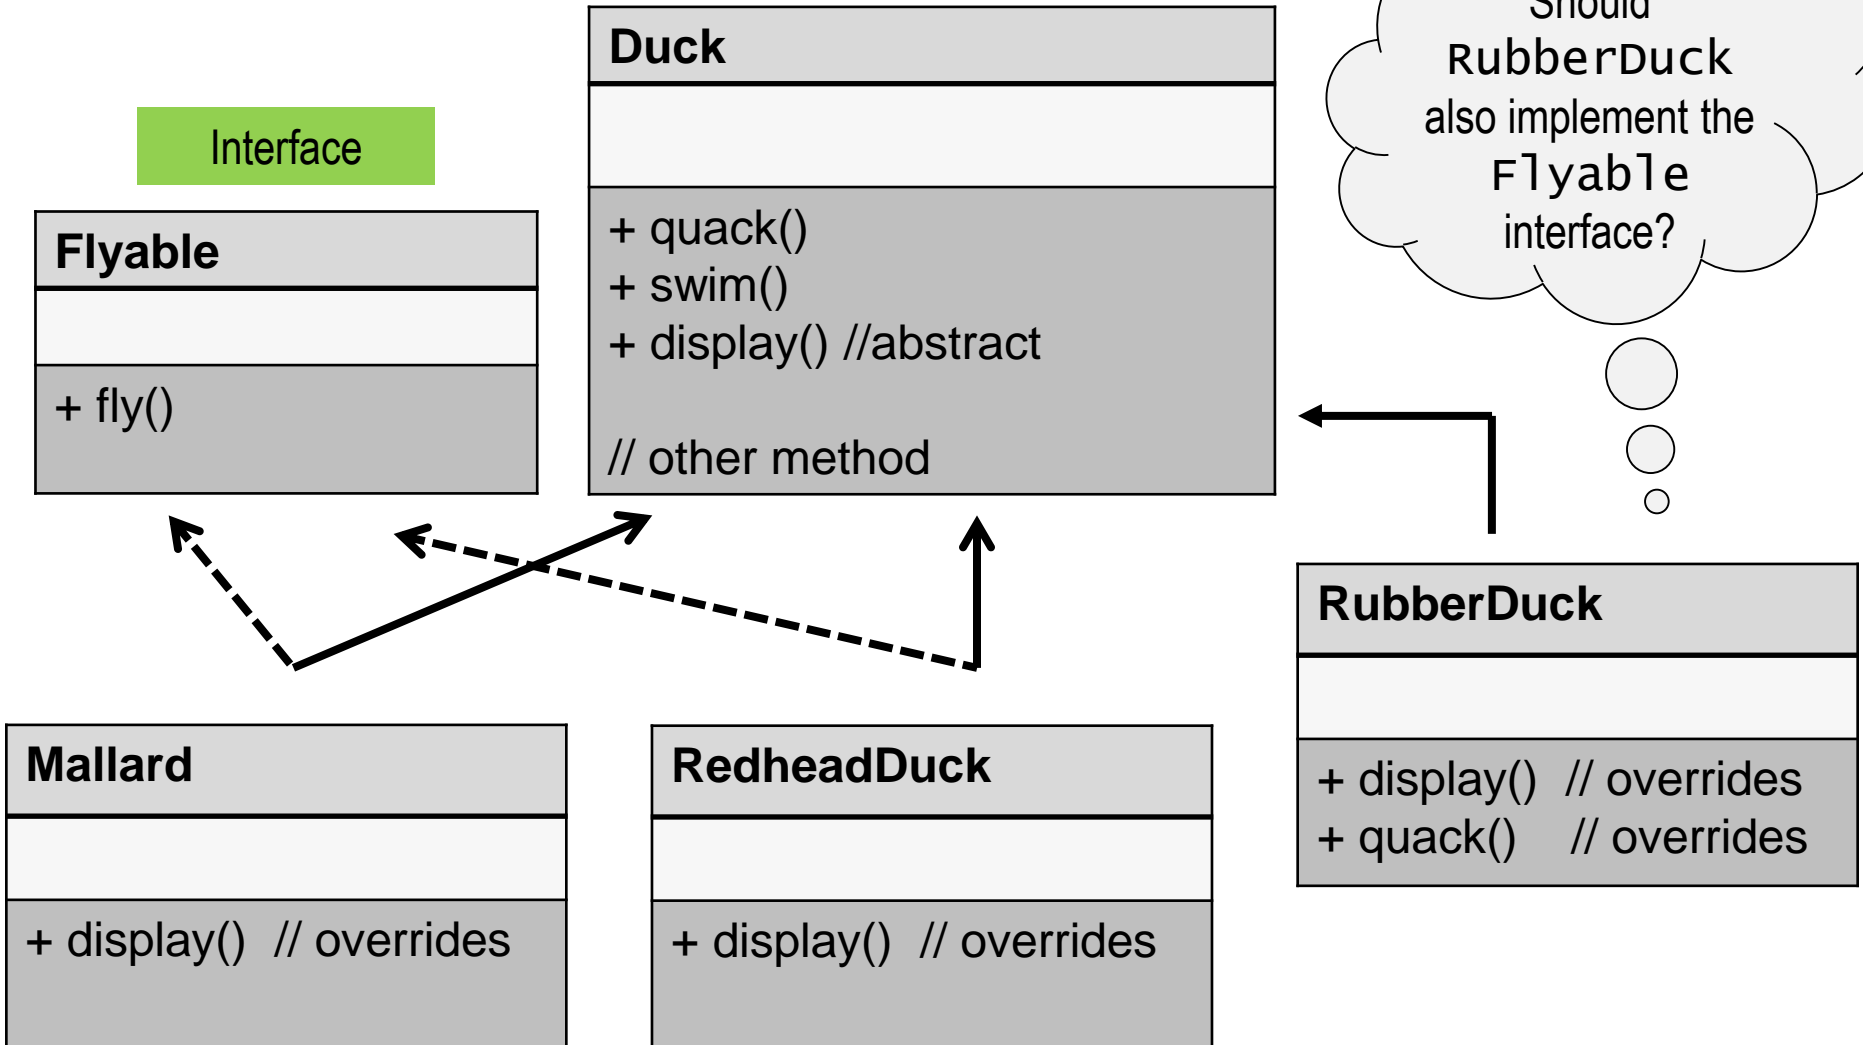 Duck
+ quack()
+ swim()
+ display() //abstract
// other method
Interface
Flyable
+ fly()
Should
RubberDuck
also implement the
Flyable
interface?
RubberDuck
+ display() // overrides
+ quack() // overrides
Mallard
+ display() // overrides
RedheadDuck
+ display() // overrides